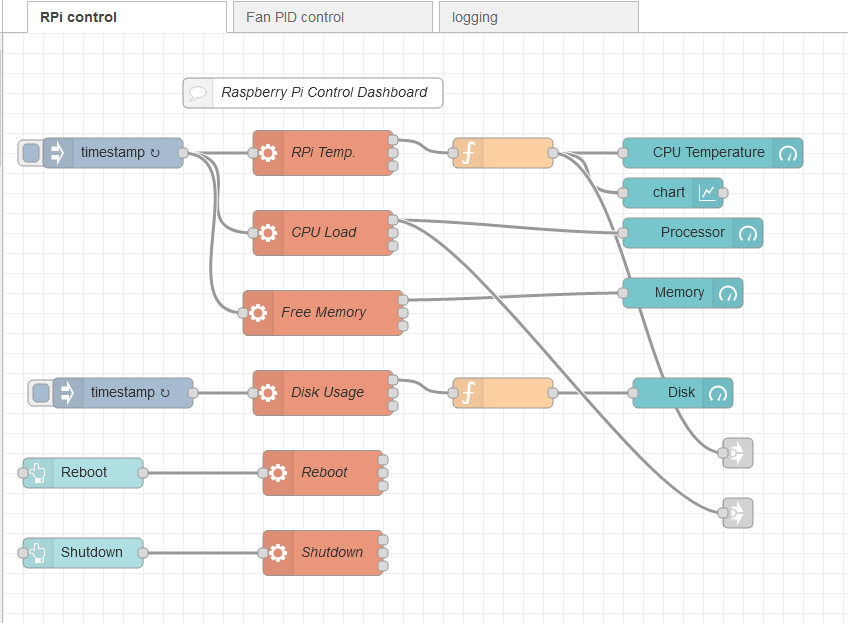 RPi control
Fan PID control
logging
Raspberry Pi Control Dashboard
timestamp ↻
RPi Temp.
CPU Temperature
chart
CPU Load
Processor
Free Memory
Memory
timestamp ↻
Disk Usage
Disk
Reboot
Reboot
Shutdown
Shutdown